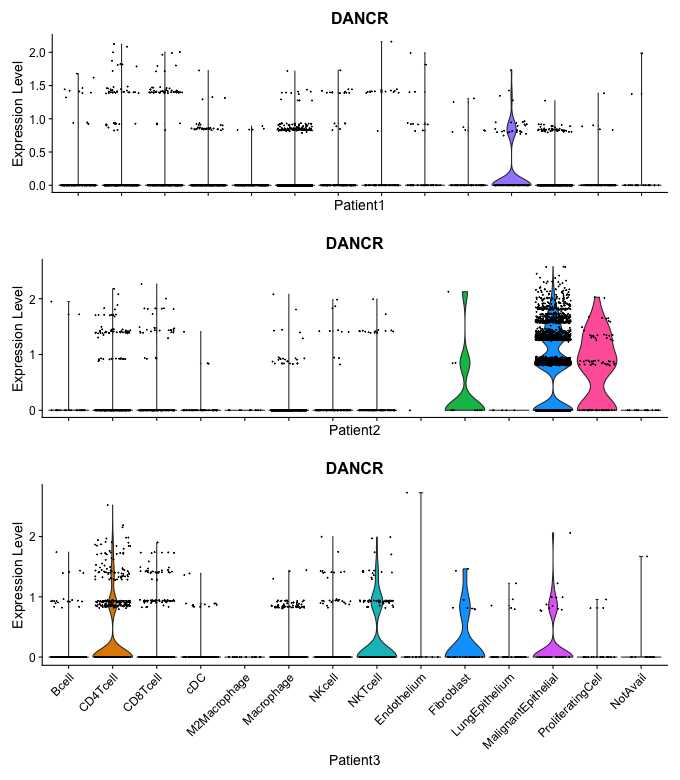 DANCR
Expression Level
2.0
1.5
1.0
0.5
0.0
Patient1
DANCR
Expression Level
2
1
0
Patient2
DANCR
Expression Level
2
1
0
Bcell
CD4Tcell
CD8Tcell
cDC
M2Macrophage
Macrophage
NKcell
NKTcell
Endothelium
Fibroblast
LungEpithelium
MalignantEpithelial
ProliferatingCell
NotAvail
Patient3